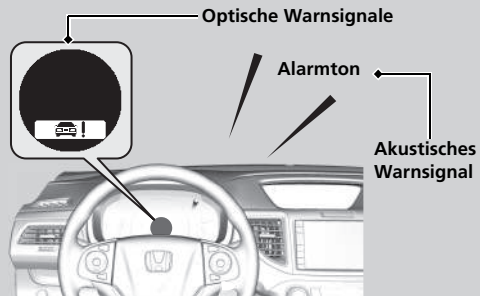 Optische Warnsignale
Alarmton
Akustisches
Warnsignal